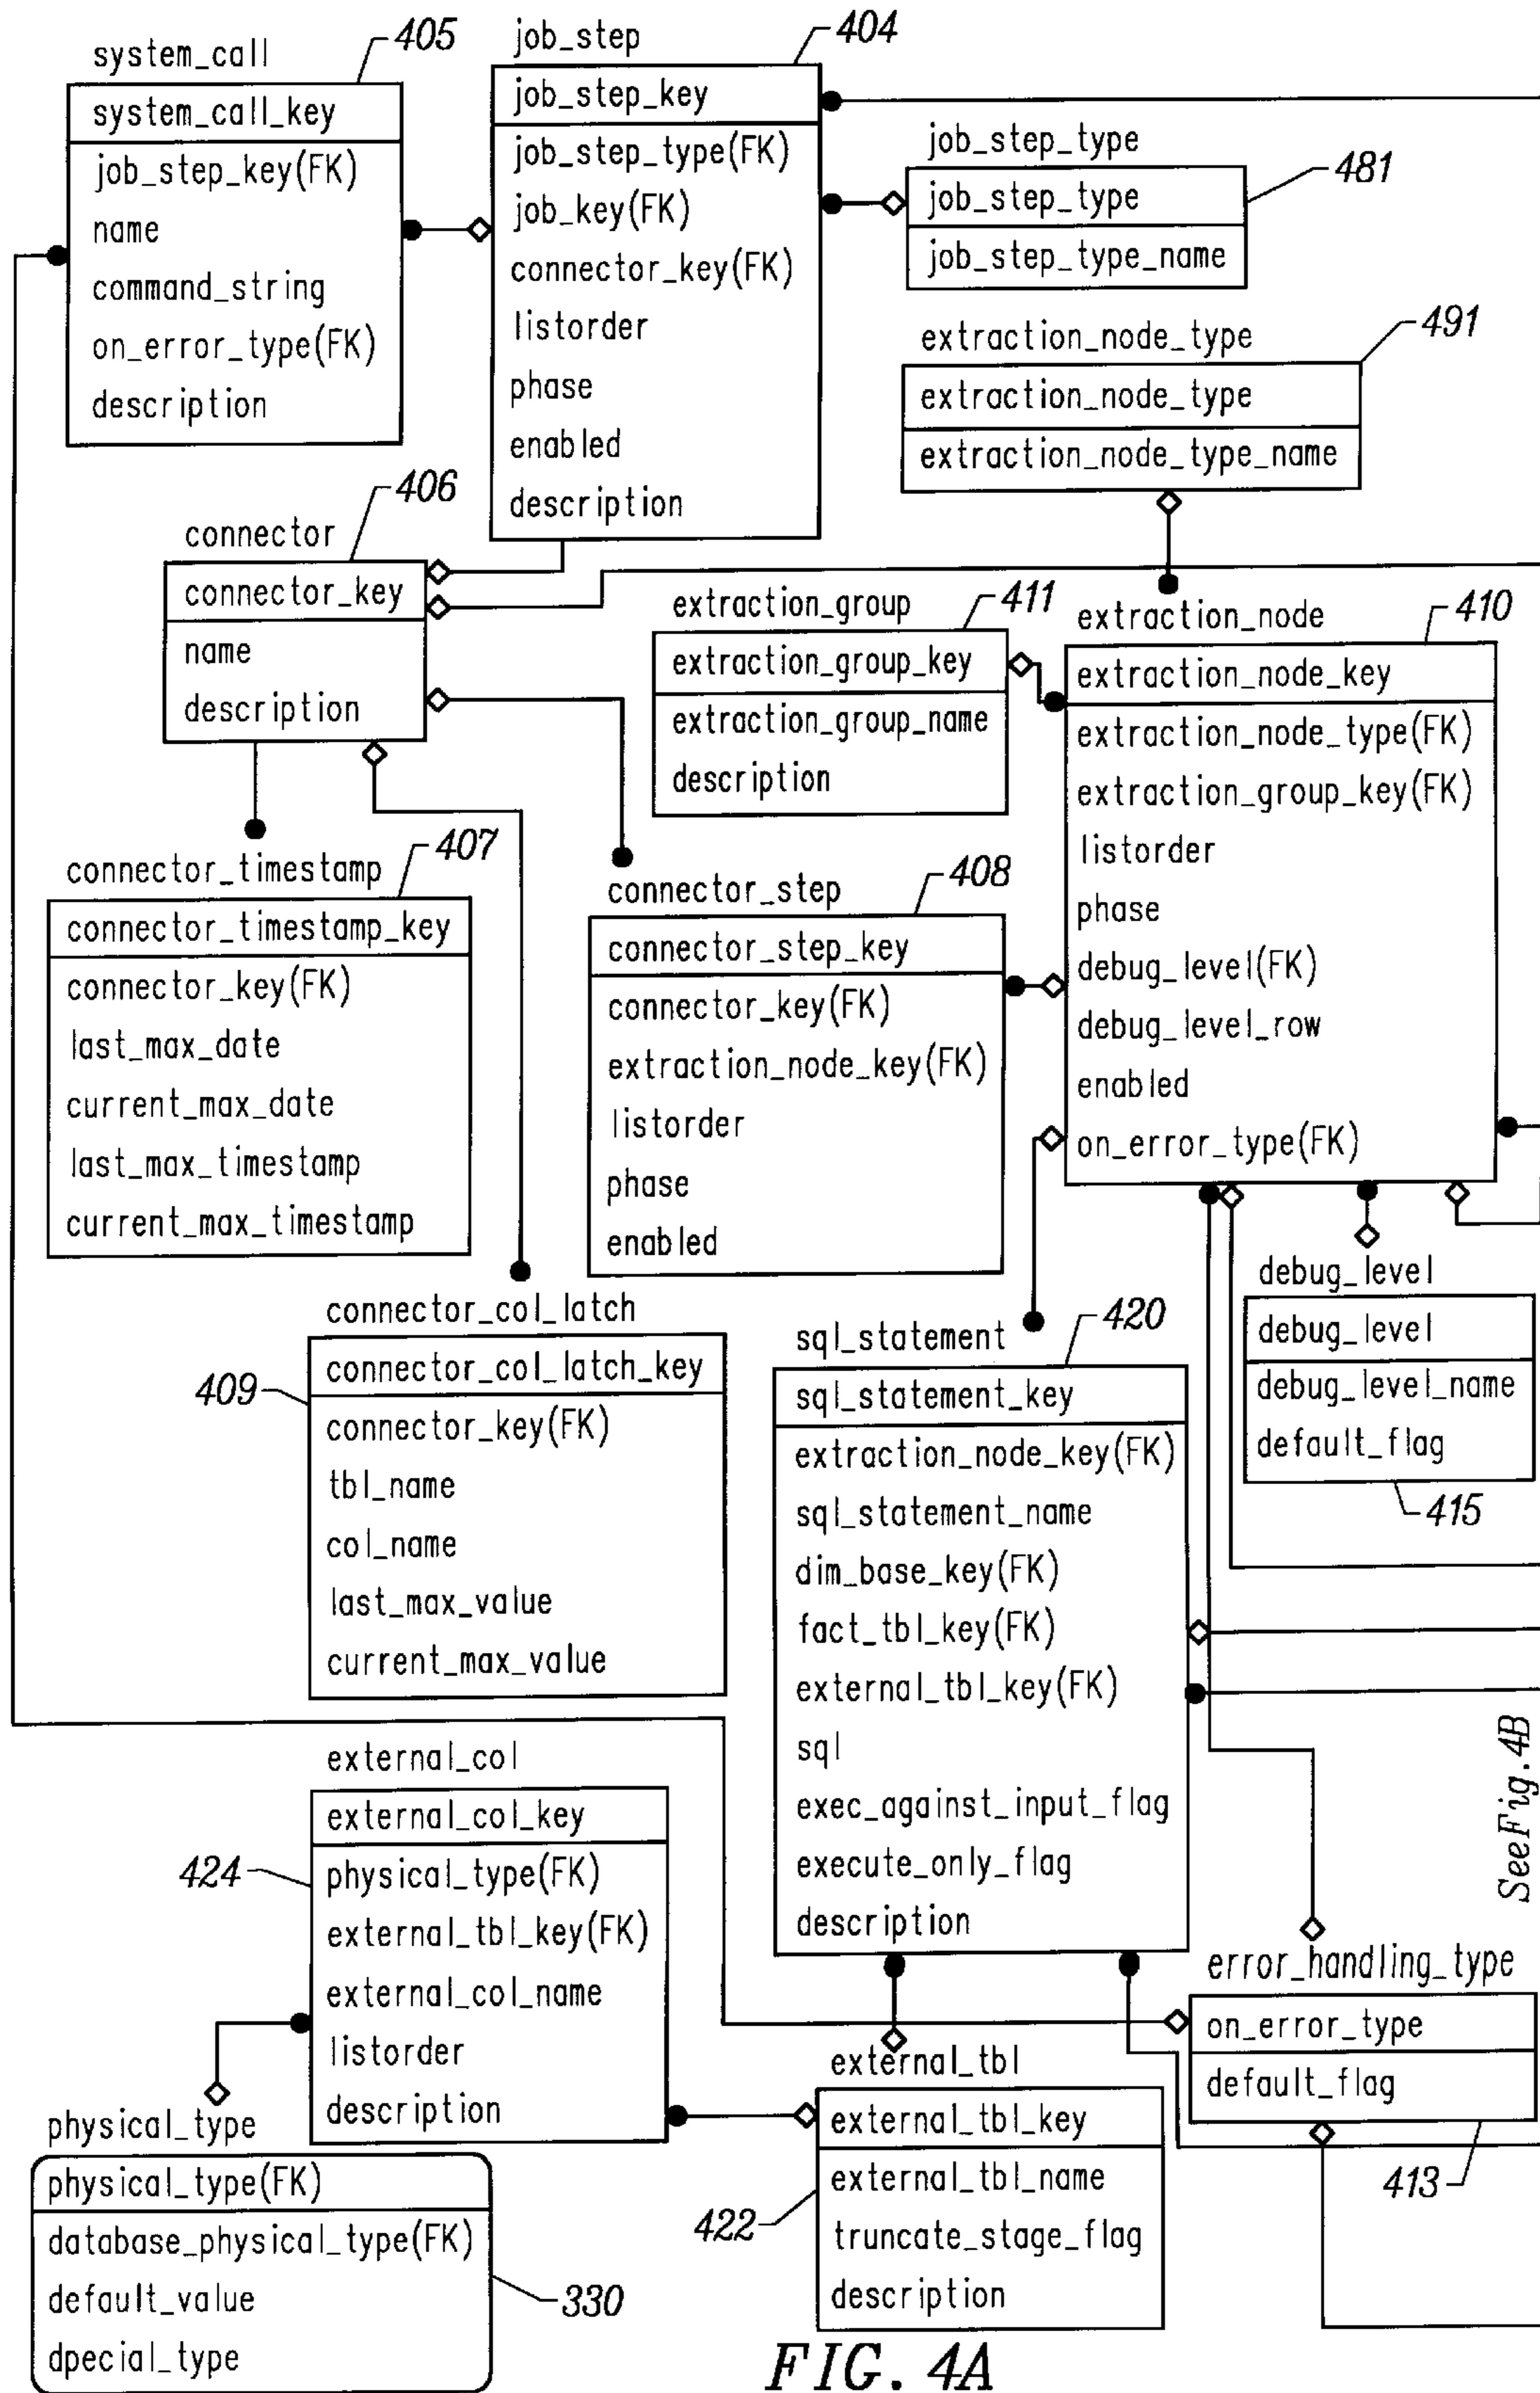 system_call
405
system_call_key
job_step_key(FK)
name
command_string
on_error_type(FK)
description
job_step
404
job_step_key
job_step_type(FK)
job_key(FK)
connector_key(FK)
listorder
phase
enabled
description
job_step_type
481
job_step_type
job_step_type_name
extraction_node_type
491
extraction_node_type
extraction_node_type_name
connector
406
connector_key
name
description
extraction_group
411
extraction_group_key
extraction_group_name
description
extraction_node
410
extraction_node_key
extraction_node_type(FK)
extraction_group_key(FK)
listorder
phase
debug_level(FK)
debug_level_row
enabled
on_error_type(FK)
connector_timestamp
407
connector_timestamp_key
connector_key(FK)
last_max_date
current_max_date
last_max_timestamp
current_max_timestamp
connector_step
408
connector_step_key
connector_key(FK)
extraction_node_key(FK)
listorder
phase
enabled
debug_level
debug_level
debug_level_name
default_flag
415
connector_col_latch
409
connector_col_latch_key
connector_key(FK)
tbl_name
col_name
last_max_value
current_max_value
sql_statement
420
sql_statement_key
extraction_node_key(FK)
sql_statement_name
dim_base_key(FK)
fact_tbl_key(FK)
external_tbl_key(FK)
sql
exec_against_input_flag
execute_only_flag
description
SeeFig.4B
external_col
424
external_col_key
physical_type(FK)
external_tbl_key(FK)
external_col_name
listorder
description
error_handling_type
on_error_type
default_flag
413
external_tbl
422
external_tbl_key
external_tbl_name
truncate_stage_flag
description
physical_type
physical_type(FK)
database_physical_type(FK)
default_value
dpecial_type
330
FIG. 4A